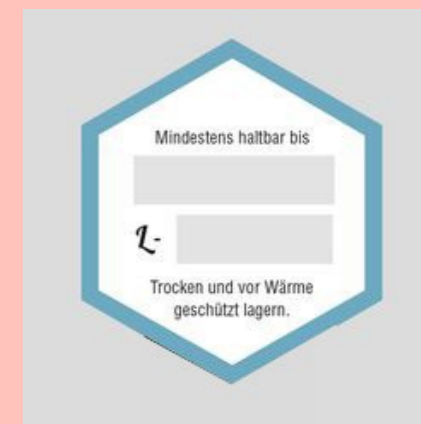 Mindestens haltbar bis
L-
Trocken und vor Wärme
geschützt lagern.